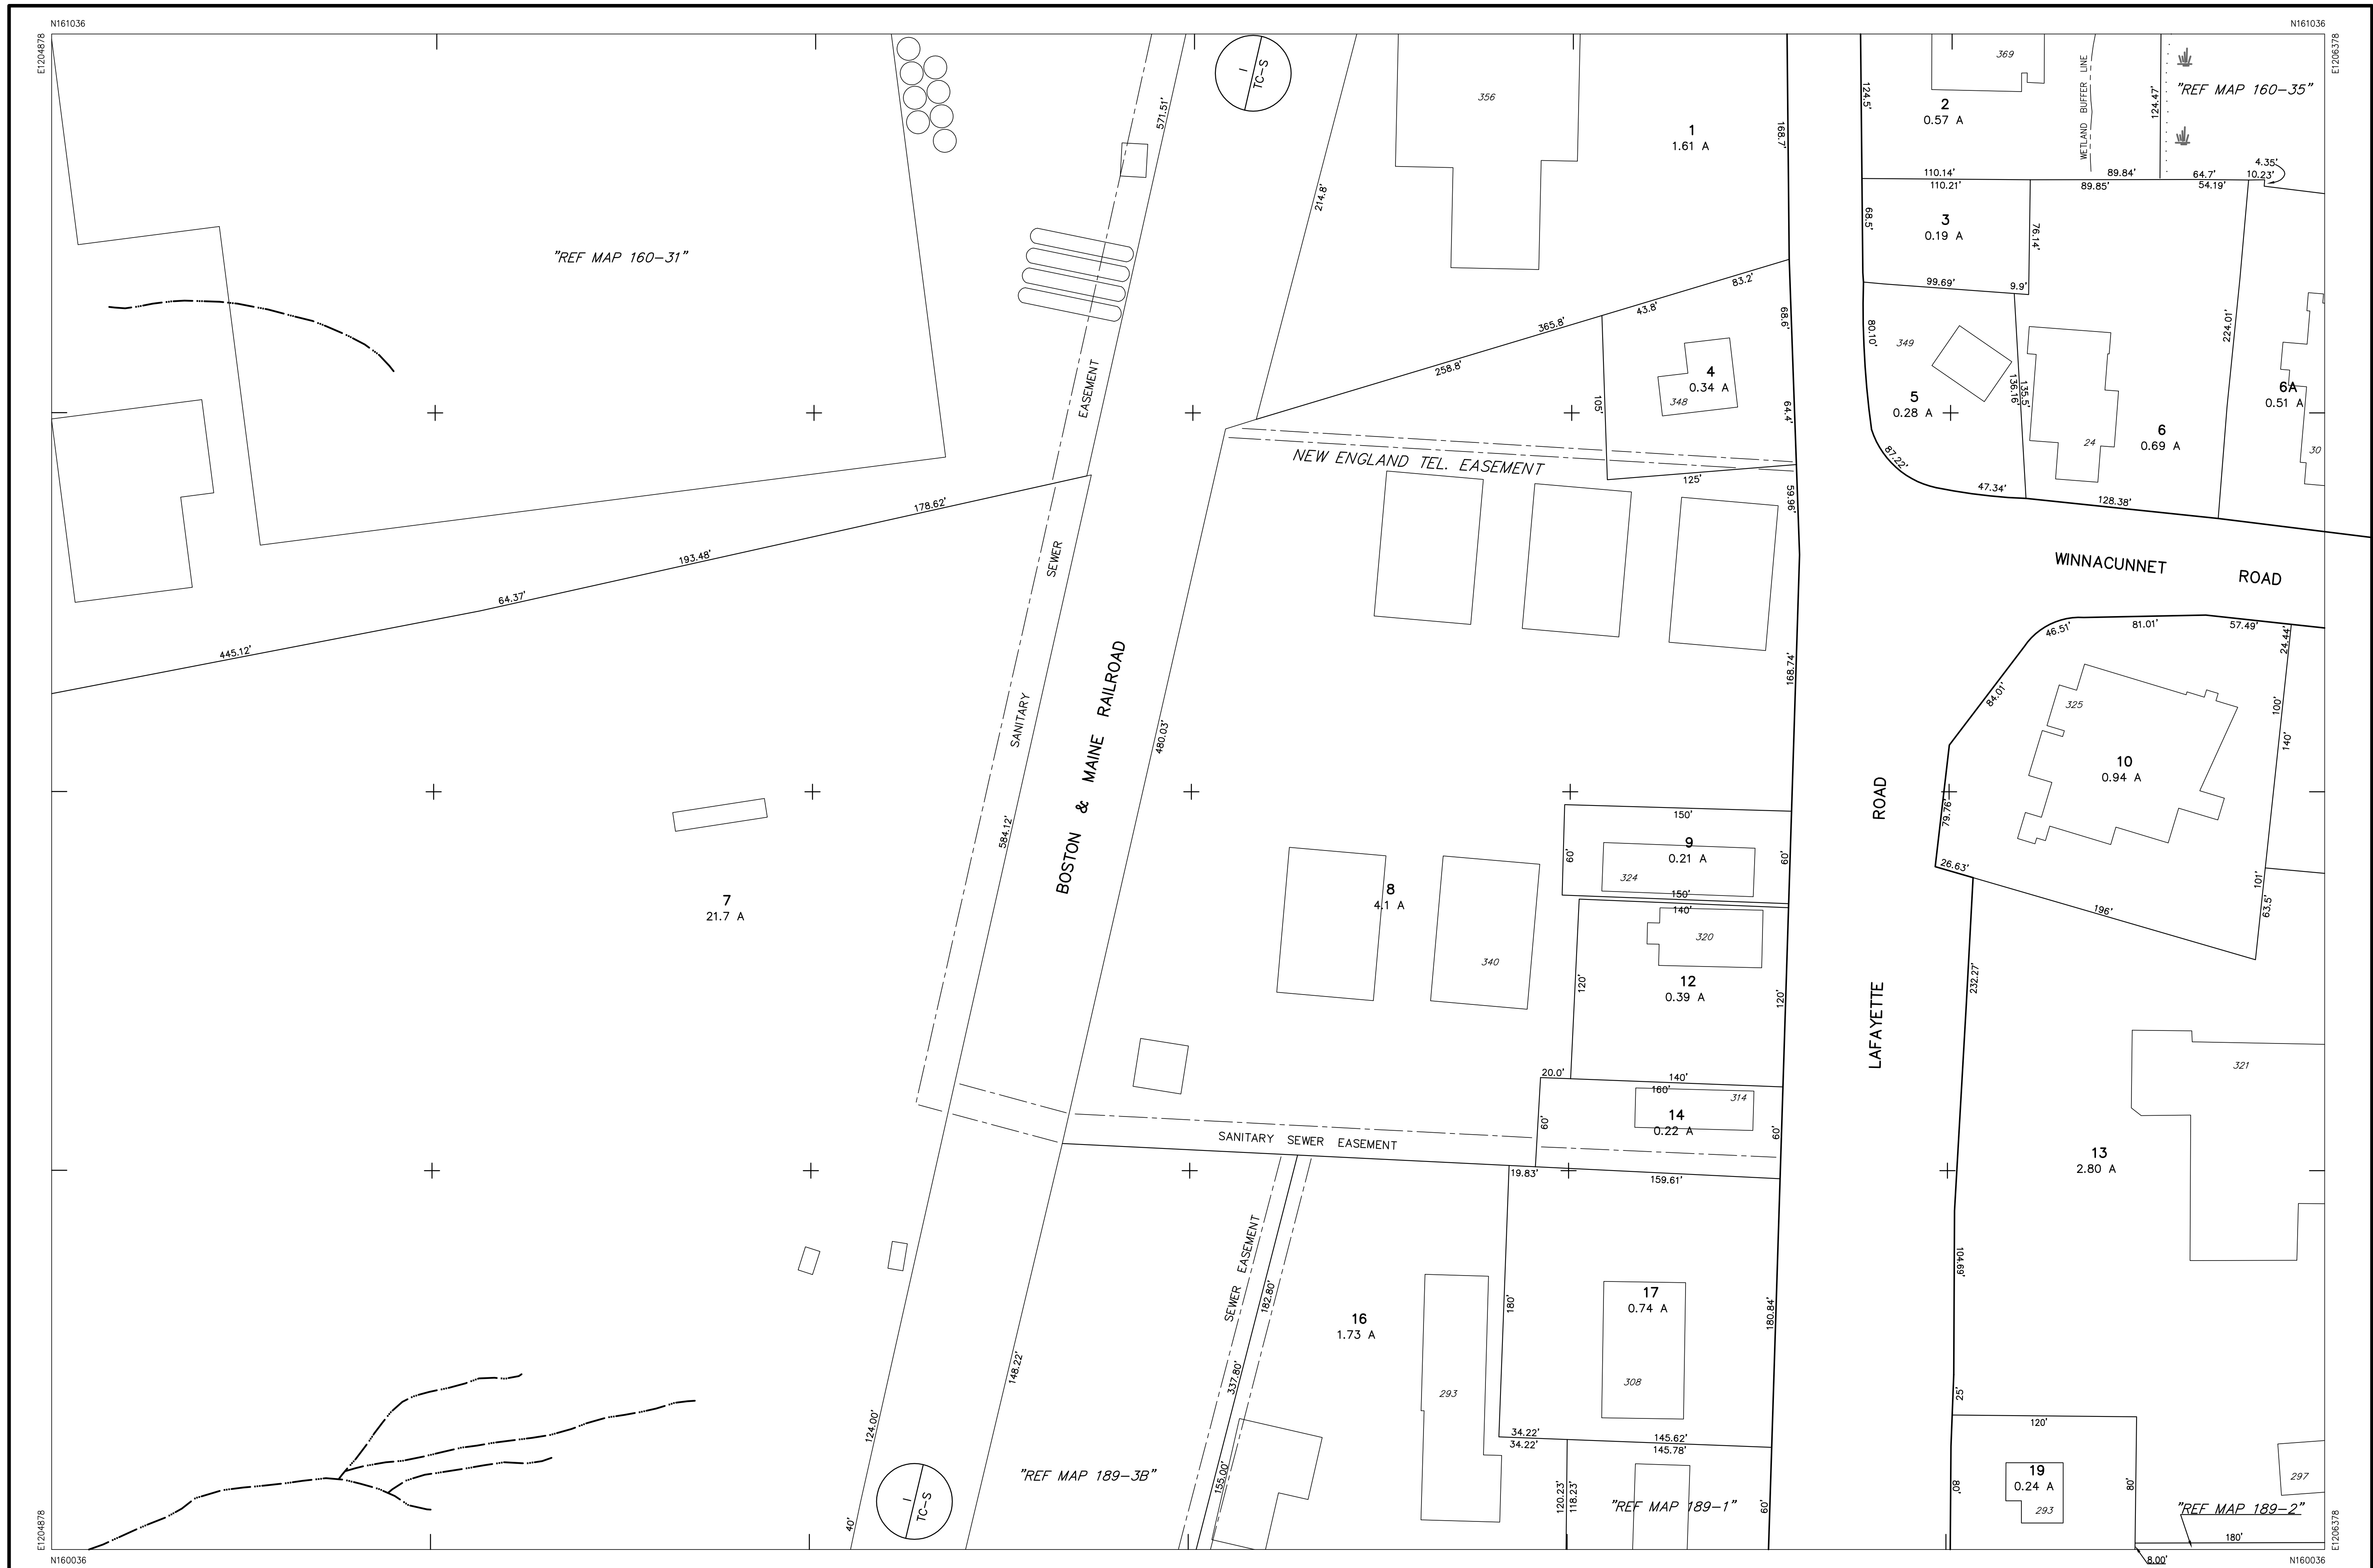 N161036
N161036
E1204878
E1206378
"REF MAP 160-31"
571.51'
I
TC-S
214.8'
356
1
1.61 A
168.7'
124.5'
369
2
0.57 A
WETLAND BUFFER LINE
124.47'
"REF MAP 160-35"
4.35'
110.14'
89.84'
64.7'
10.23'
110.21'
89.85'
54.19'
68.5'
3
0.19 A
76.14'
99.69'
9.9'
224.01'
83.2'
43.8'
365.8'
258.8'
68.6'
80.10'
349
136.16'
135.5'
4
0.34 A
348
105'
64.4'
5
0.28 A
24
6
0.69 A
6A
0.51 A
30
EASEMENT
SEWER
SANITARY
NEW ENGLAND TEL. EASEMENT
125'
59.96'
87.22'
47.34'
128.38'
178.62'
193.48'
64.37'
445.12'
WINNACUNNET ROAD
46.51'
81.01'
57.49'
24.44'
84.01'
325
100'
140'
10
0.94 A
79.76'
26.63'
101'
63.5'
196'
BOSTON & MAINE RAILROAD
480.03'
584.12'
168.74'
LAFAYETTE ROAD
7
21.7 A
8
4.1 A
340
150'
9
0.21 A
324
60'
60'
150'
140'
320
12
0.39 A
120'
120'
20.0'
140'
160'
314
14
0.22 A
60'
60'
232.27'
321
13
2.80 A
SANITARY SEWER EASEMENT
19.83'
159.61'
SEWER EASEMENT
182.80'
337.80'
155.00'
16
1.73 A
293
180'
17
0.74 A
308
180.84'
104.69'
25'
34.22'
145.62'
34.22'
145.78'
120'
148.22'
124.00'
40'
I
TC-S
"REF MAP 189-3B"
120.23'
118.23'
"REF MAP 189-1"
60'
80'
19
0.24 A
293
80'
297
"REF MAP 189-2"
180'
8.00'
E1204878
E1206378
N160036
N160036